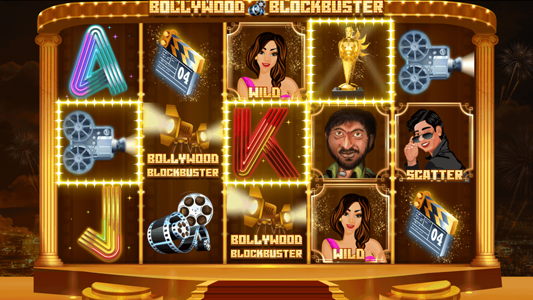 BOLLYWOOD BLOCKBUSTER
A
04
WILD
BOLLYWOOD
BLOCKBUSTER
K
SCATTER
J
BOLLYWOOD
BLOCKBUSTER
WILD
04